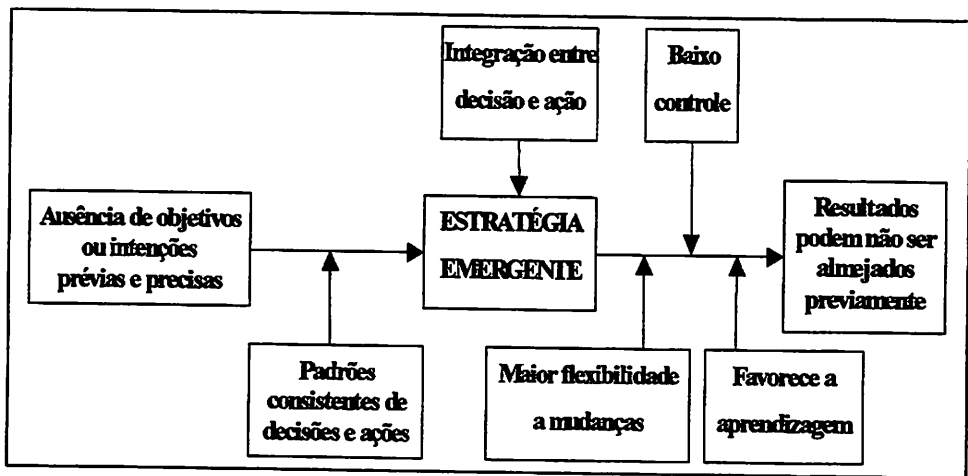 Integração entre
decisão e ação
Baixo
controle
Ausência de objetivos
ou intenções
prévias e precisas
ESTRATÉGIA
EMERGENTE
Resultados
podem não ser
almejados
previamente
Padrões
consistentes de
decisões e ações
Maior flexibilidade
a mudanças
Favorece a
aprendizagem